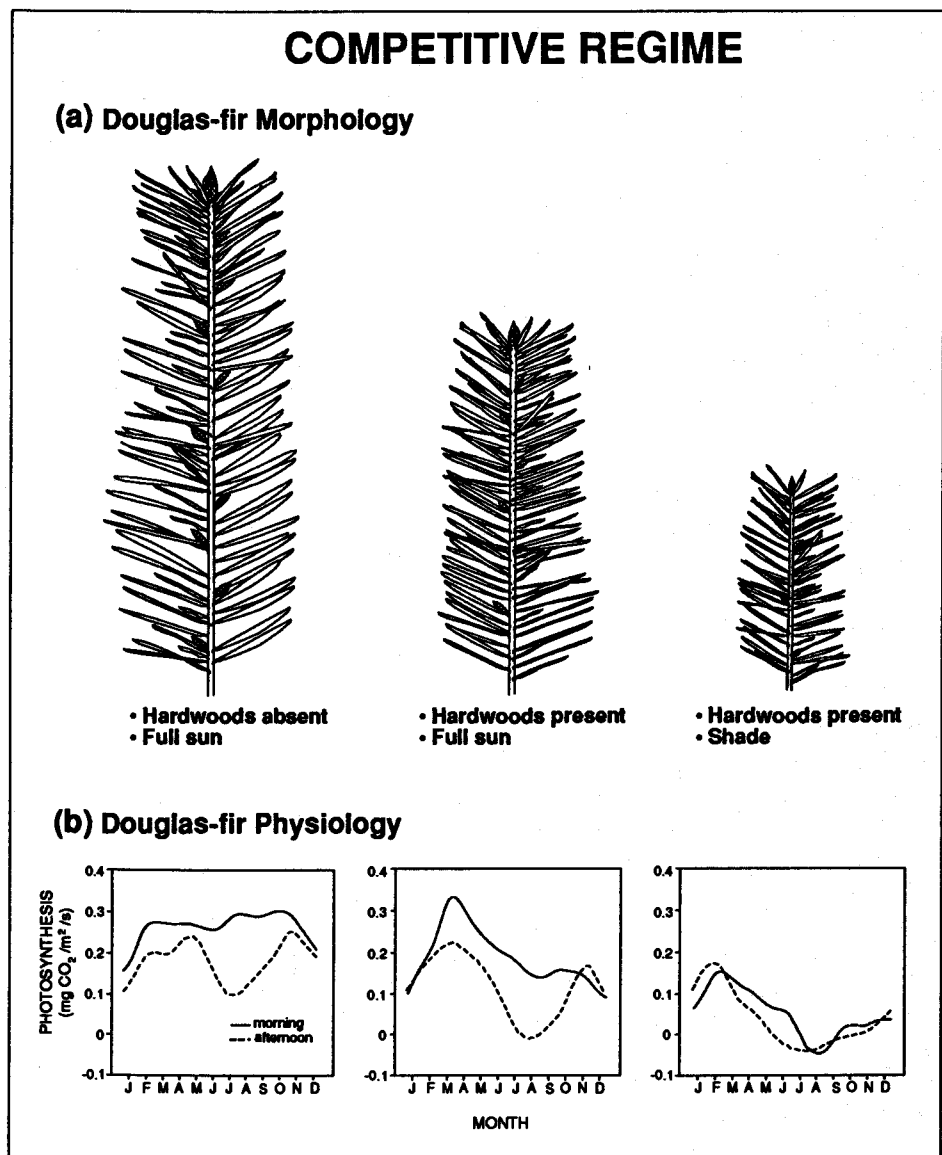 COMPETITIVE REGIME
(a) Douglas-fir Morphology
• Hardwoods absent
• Full sun
• Hardwoods present
• Full sun
• Hardwoods present
• Shade
(b) Douglas-fir Physiology
PHOTOSYNTHESIS
(mg CO₂ /m² /s)
0.4
0.3
0.2
0.1
0
-0.1
morning
afternoon
J F M A M J J A S O N D
0.4
0.3
0.2
0.1
0
-0.1
J F M A M J J A S O N D
0.4
0.3
0.2
0.1
0
-0.1
J F M A M J J A S O N D
MONTH